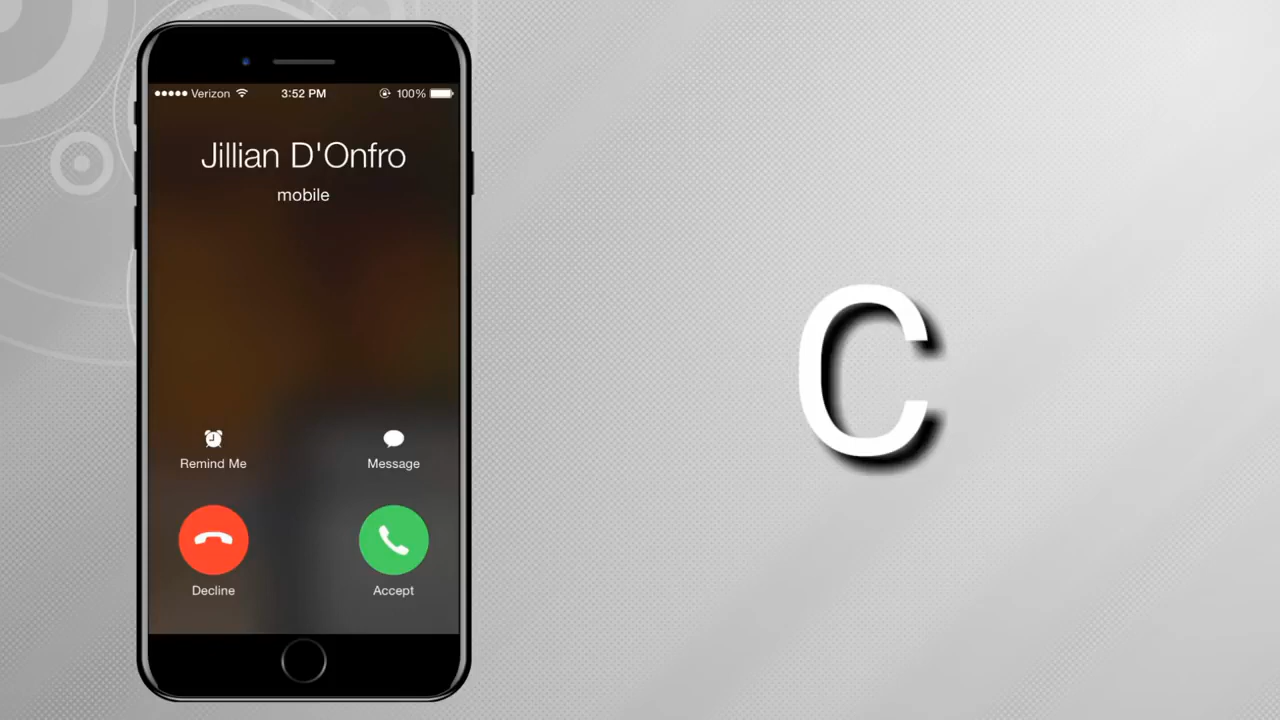 Verizon 3:52 PM 100%
Jillian D'Onfro
mobile
Remind Me Message
Decline Accept
C